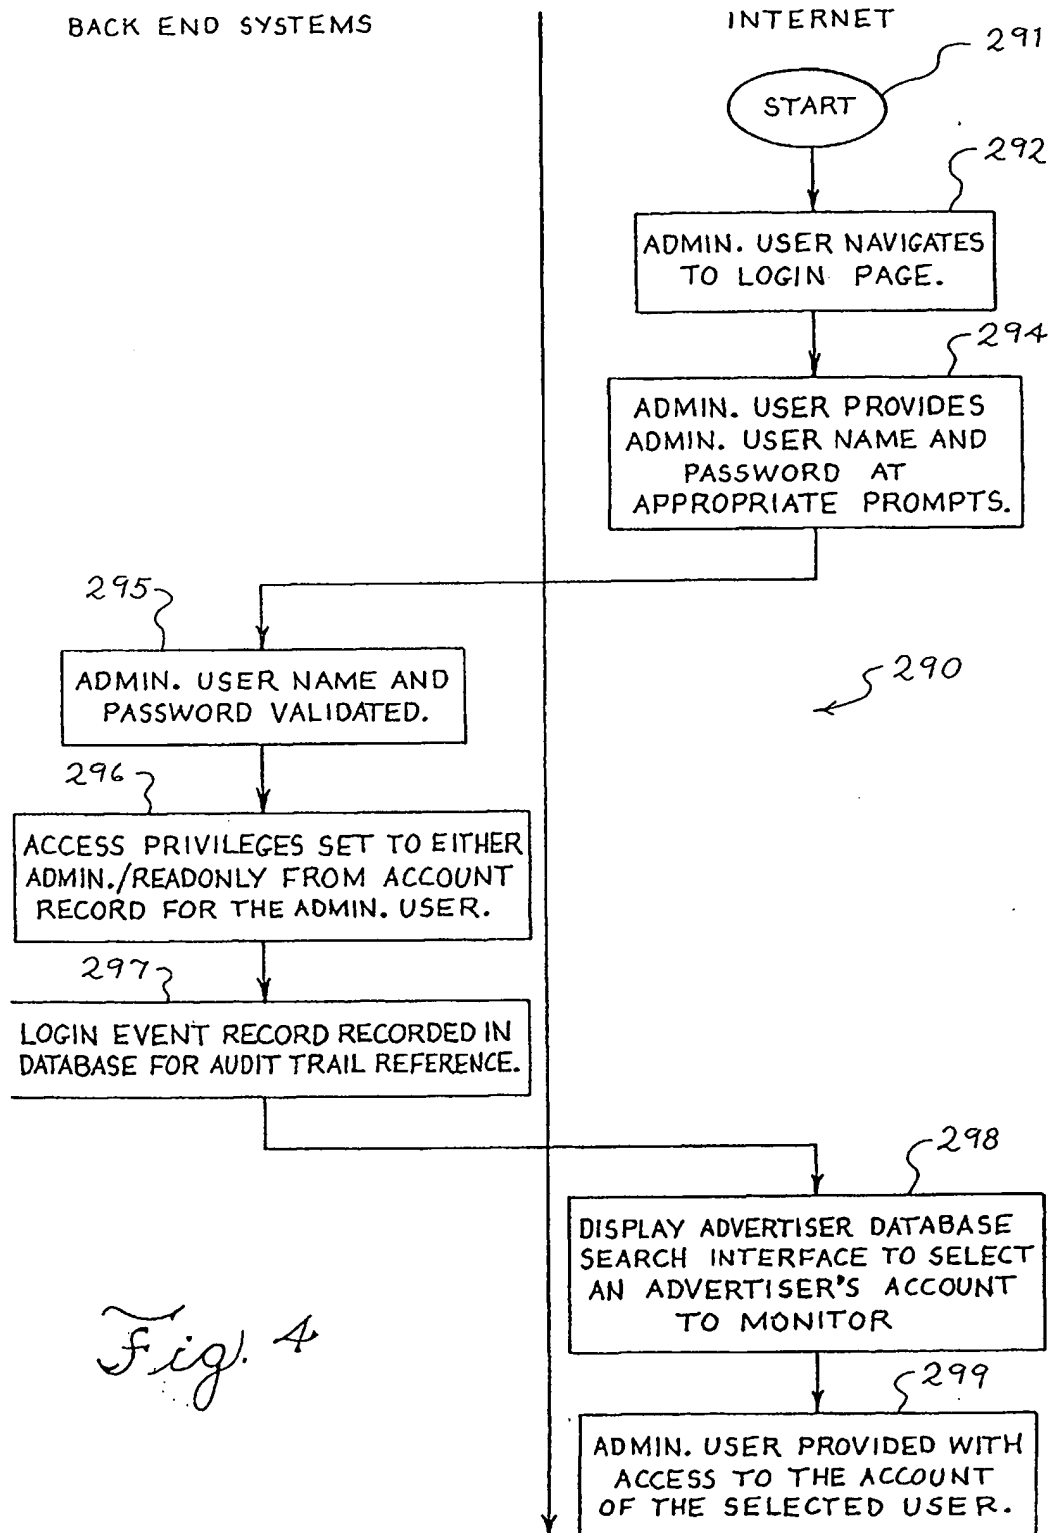 BACK END SYSTEMS
INTERNET
291
START
292
ADMIN. USER NAVIGATES
TO LOGIN PAGE.
294
ADMIN. USER PROVIDES
ADMIN. USER NAME AND
PASSWORD AT
APPROPRIATE PROMPTS.
295
ADMIN. USER NAME AND
PASSWORD VALIDATED.
290
296
ACCESS PRIVILEGES SET TO EITHER
ADMIN./READONLY FROM ACCOUNT
RECORD FOR THE ADMIN. USER.
297
LOGIN EVENT RECORD RECORDED IN
DATABASE FOR AUDIT TRAIL REFERENCE.
298
DISPLAY ADVERTISER DATABASE
SEARCH INTERFACE TO SELECT
AN ADVERTISER'S ACCOUNT
TO MONITOR
Fig. 4
299
ADMIN. USER PROVIDED WITH
ACCESS TO THE ACCOUNT
OF THE SELECTED USER.